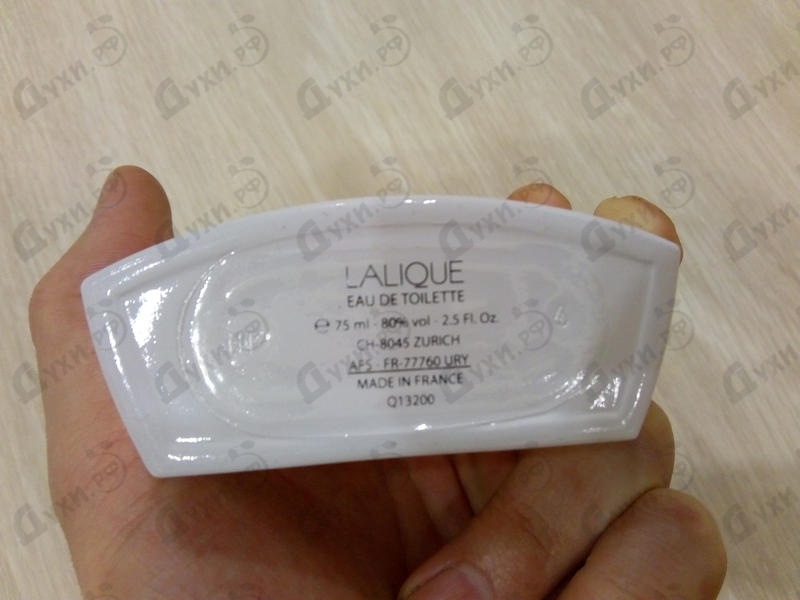 LALIQUE
EAU DE TOILETTE
℮ 75 ml - 80% vol - 2.5 Fl. Oz.
CH-8045 ZURICH
AFS - FR-77760 URY
MADE IN FRANCE
Q13200
Духи.РФ